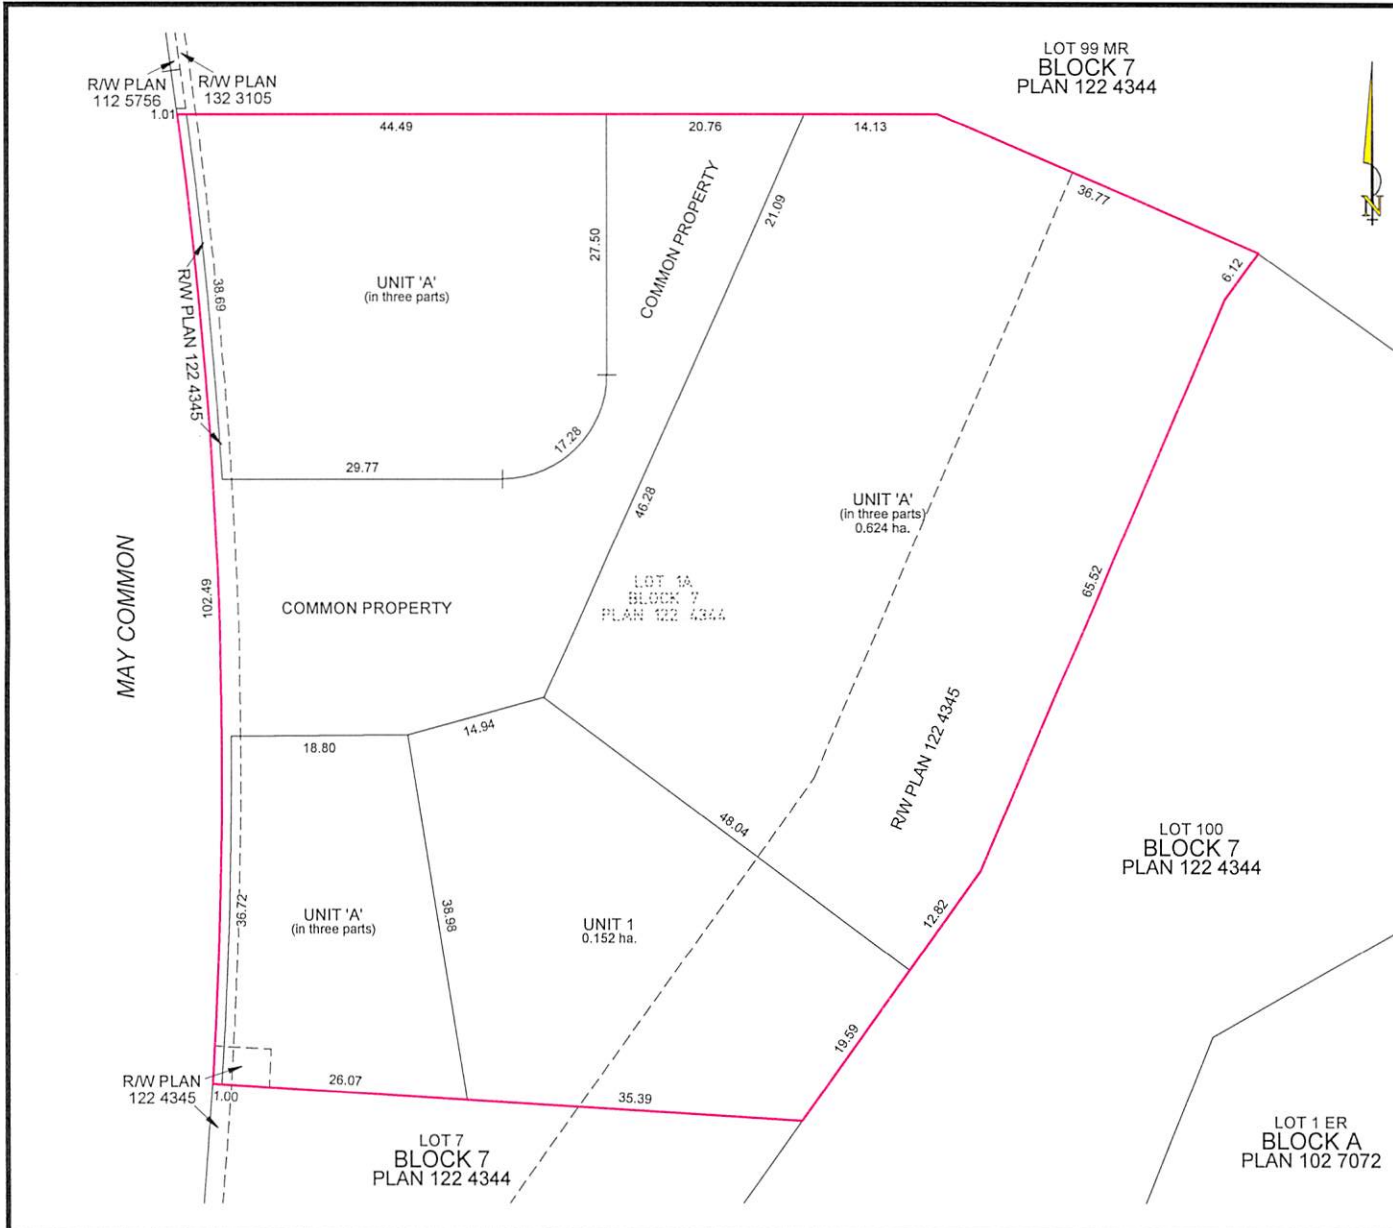 LOT 99 MR
BLOCK 7
PLAN 122 4344
R/W PLAN
112 5756
R/W PLAN
132 3105
1.01
44.49
20.76
14.13
36.77
N
6.12
COMMON PROPERTY
21.09
27.50
UNIT 'A'
(in three parts)
38.69
R/W PLAN 122 4345
17.28
29.77
46.28
UNIT 'A'
(in three parts)
0.624 ha.
65.52
MAY COMMON
102.49
COMMON PROPERTY
LOT 1A
BLOCK 7
PLAN 122 4344
R/W PLAN 122 4345
14.94
18.80
48.04
LOT 100
BLOCK 7
PLAN 122 4344
36.72
UNIT 'A'
(in three parts)
38.98
UNIT 1
0.152 ha.
12.82
19.59
R/W PLAN
122 4345
1.00
26.07
35.39
LOT 7
BLOCK 7
PLAN 122 4344
LOT 1 ER
BLOCK A
PLAN 102 7072